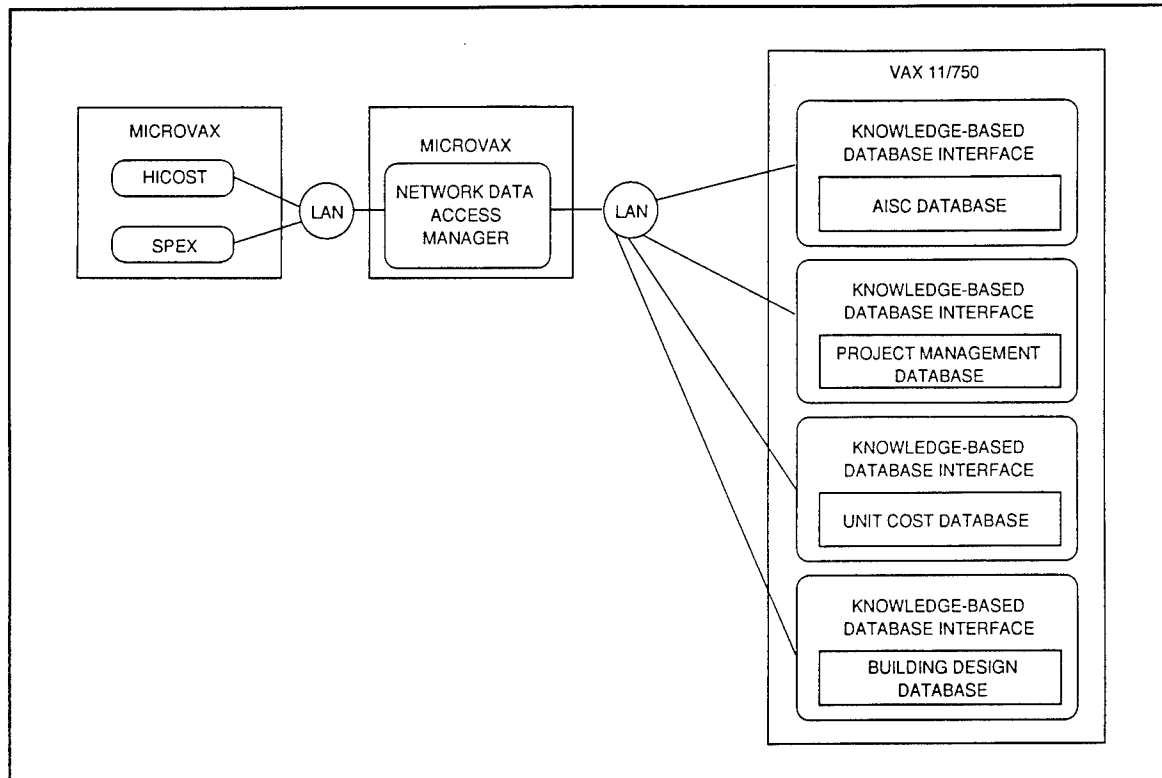 MICROVAX
HICOST
SPEX
LAN
MICROVAX
NETWORK DATA
ACCESS
MANAGER
LAN
VAX 11/750
KNOWLEDGE-BASED
DATABASE INTERFACE
AISC DATABASE
KNOWLEDGE-BASED
DATABASE INTERFACE
PROJECT MANAGEMENT
DATABASE
KNOWLEDGE-BASED
DATABASE INTERFACE
UNIT COST DATABASE
KNOWLEDGE-BASED
DATABASE INTERFACE
BUILDING DESIGN
DATABASE